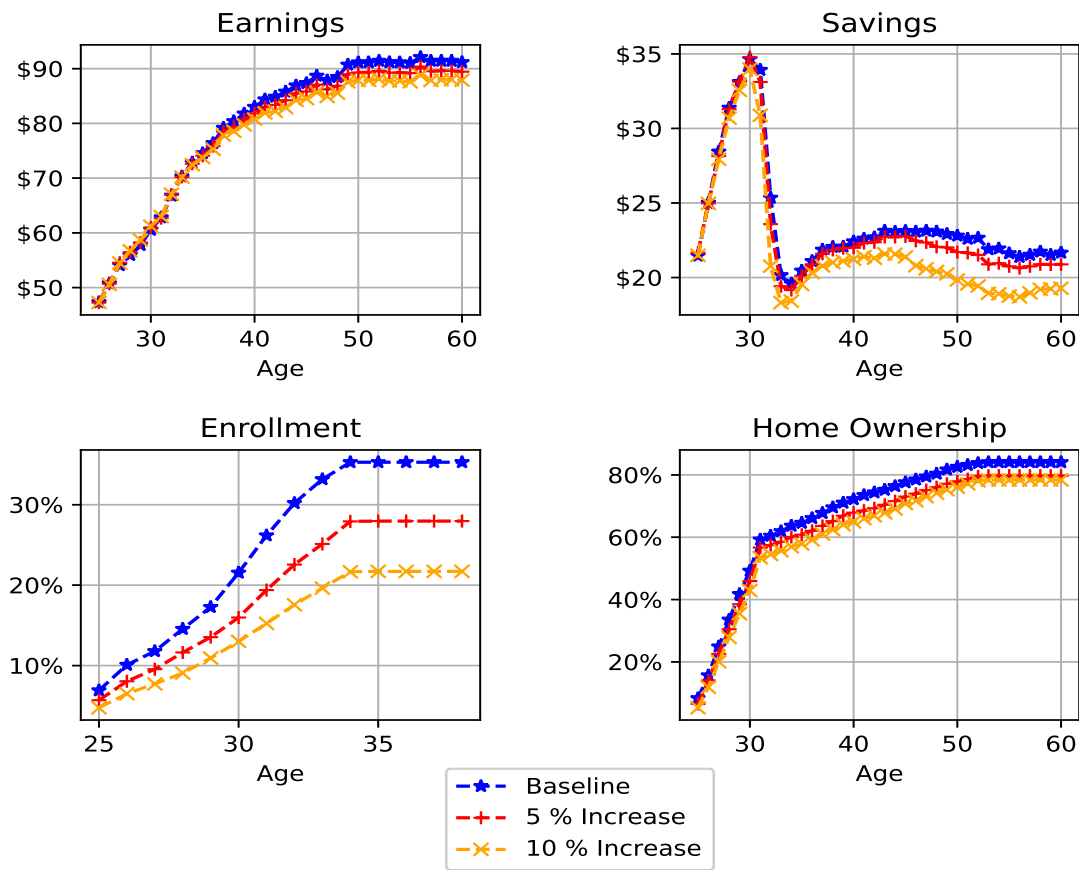 Earnings
$90
$80
$70
$60
$50
30 40 50 60
Age
Savings
$35
$30
$25
$20
30 40 50 60
Age
Enrollment
30%
20%
10%
25 30 35
Age
Home Ownership
80%
60%
40%
20%
30 40 50 60
Age
Baseline
5 % Increase
10 % Increase